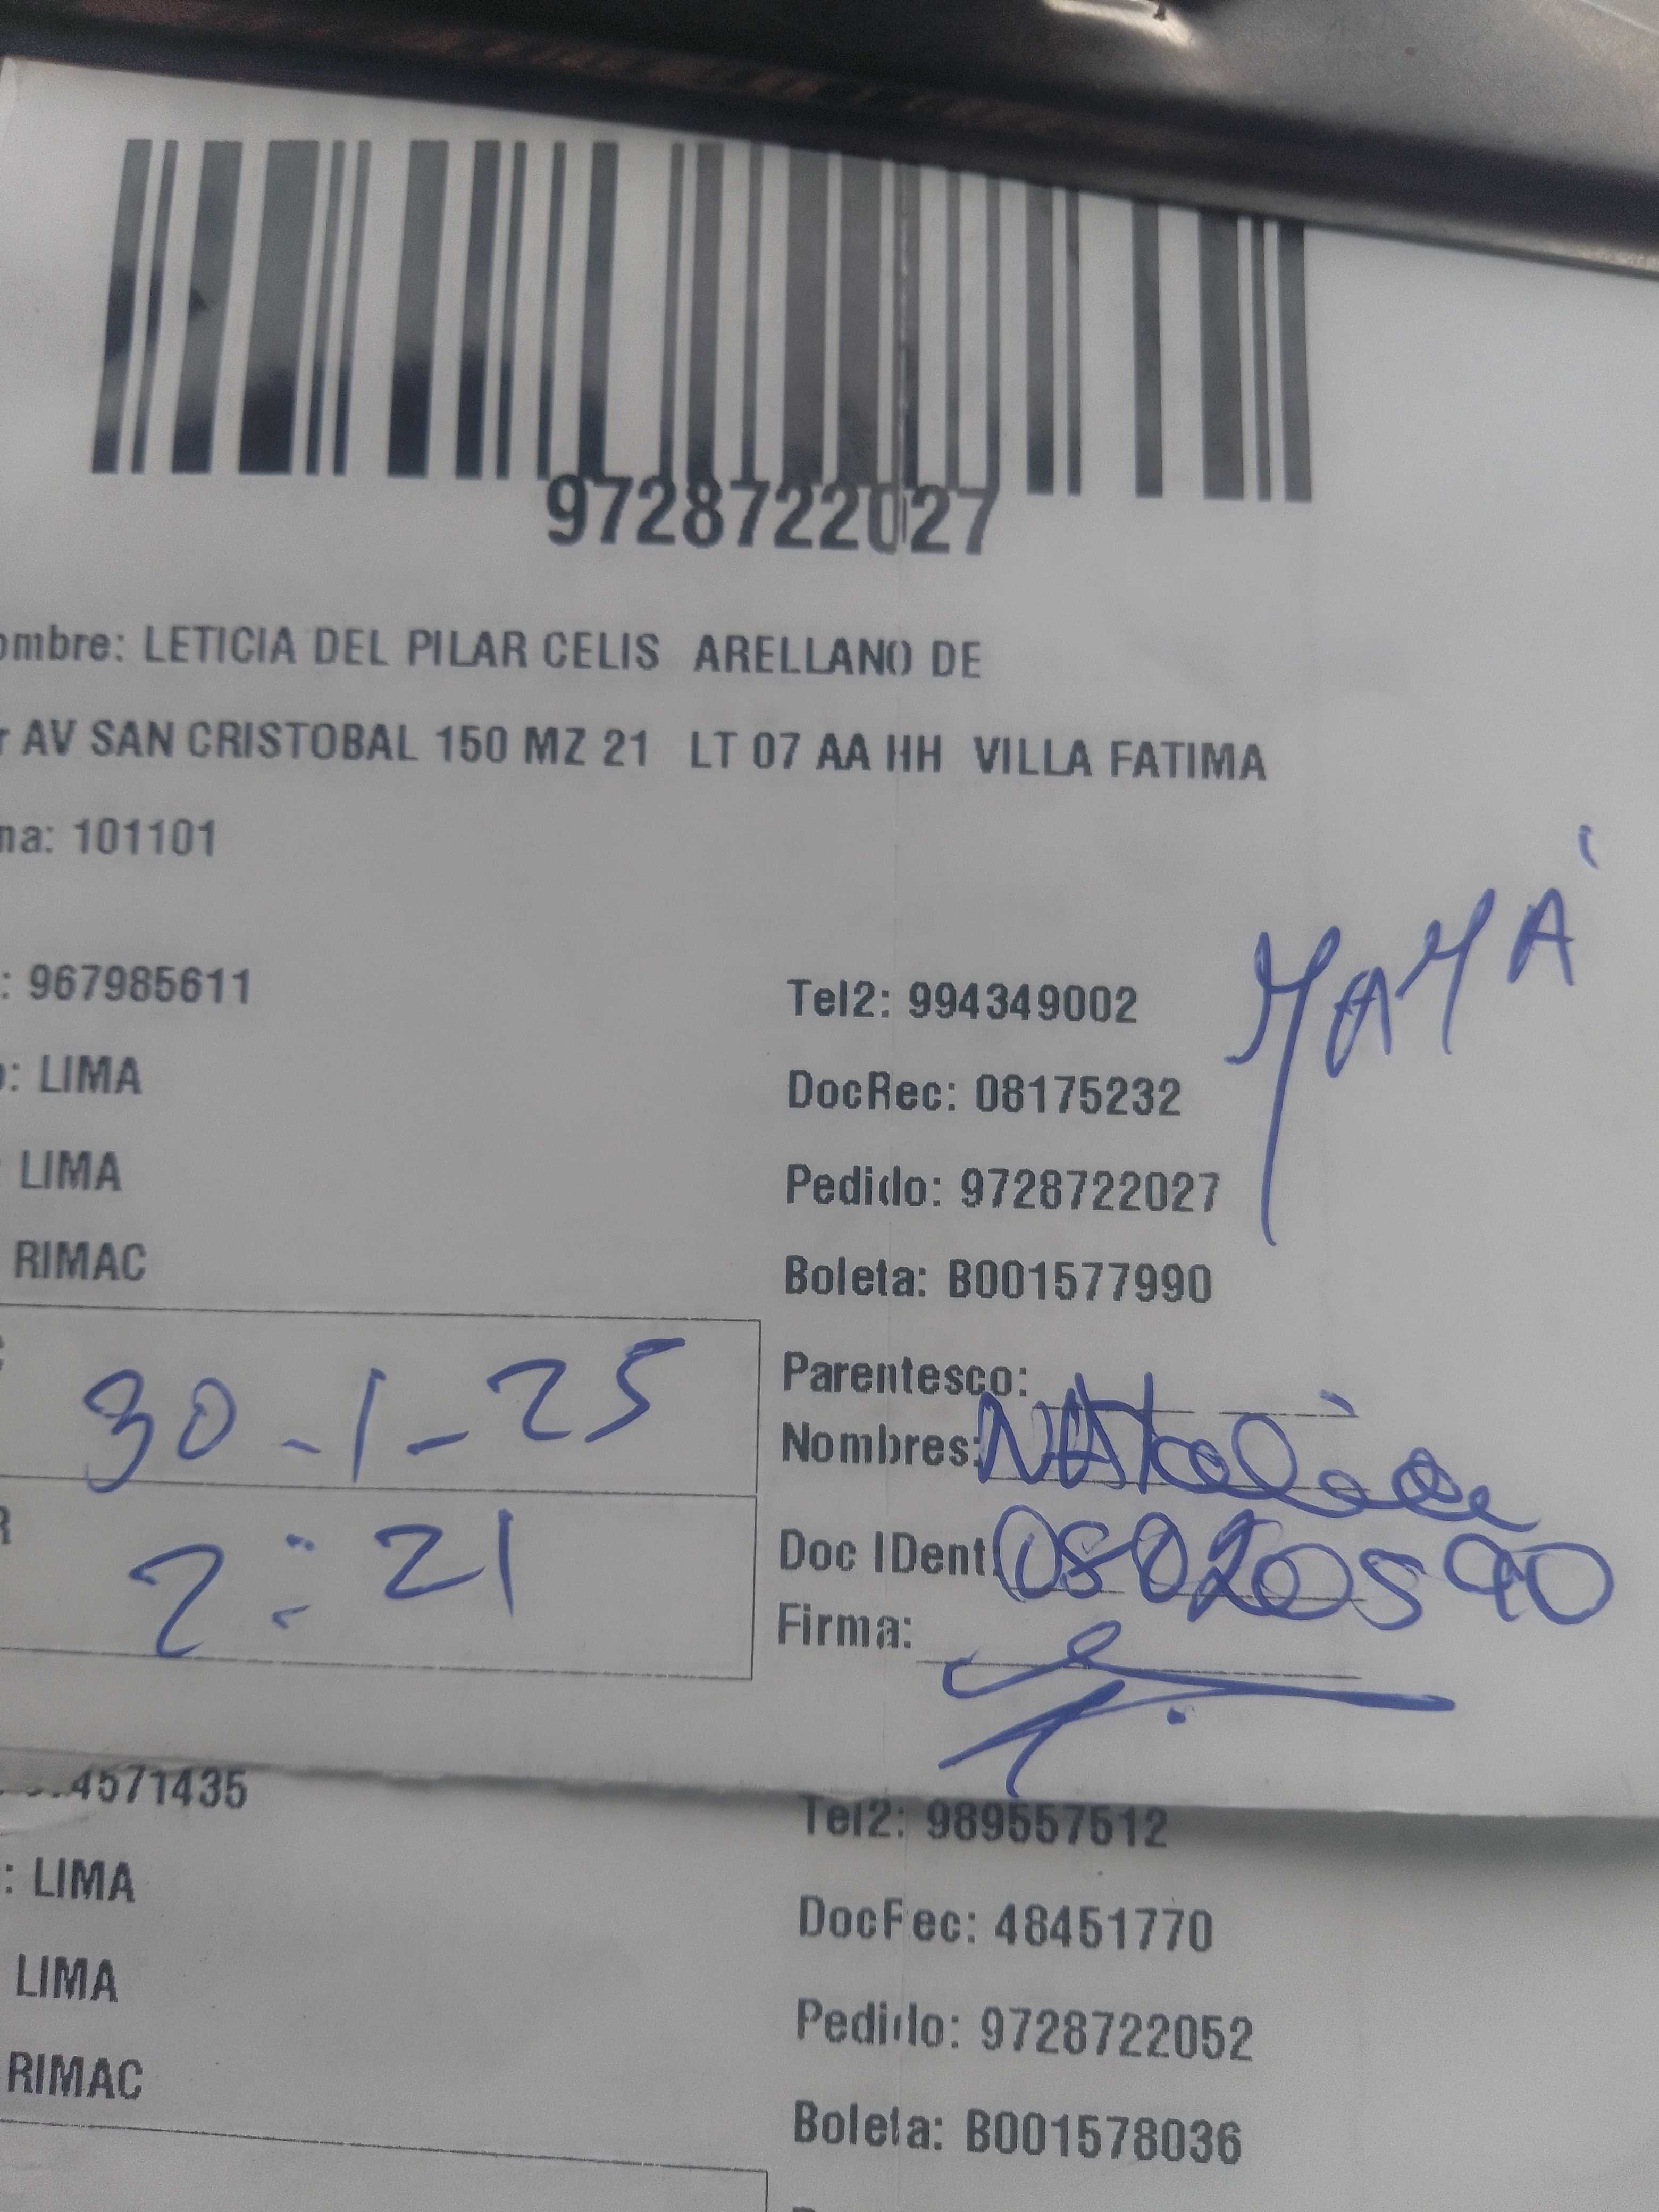 9728722027
ombre: LETICIA DEL PILAR CELIS ARELLANO DE
r AV SAN CRISTOBAL 150 MZ 21 LT 07 AA HH VILLA FATIMA
na: 101101
MAMÁ
: 967985611 Tel2: 994349002
o: LIMA DocRec: 08175232
: LIMA Pedido: 9728722027
RIMAC Boleta: B001577990
30-1-25 Parentesco:
Nombres:
R 2:21 Doc IDent:
Firma:
4571435 Tel2: 989557512
: LIMA DocRec: 48451770
LIMA Pedido: 9728722052
RIMAC Boleta: B001578036